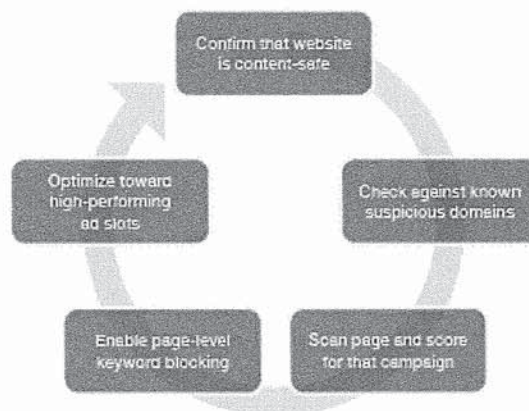 Confirm that website
is content-safe
Check against known
suspicious domains
Scan page and score
for that campaign
Enable page-level
keyword blocking
Optimize toward
high-performing
ad slots